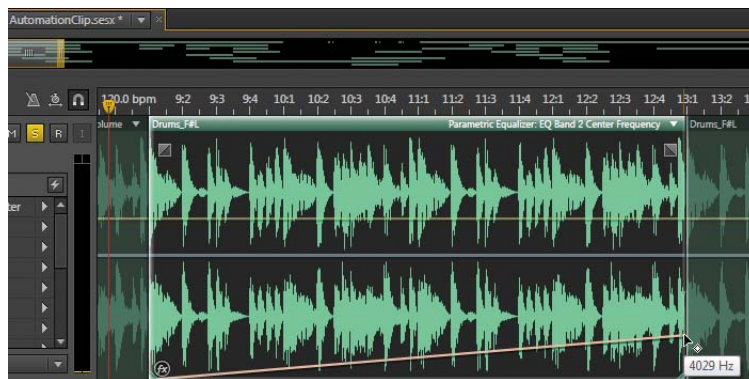 AutomationClip.sesx *
120.0 bpm 9:2 9:3 9:4 10:1 10:2 10:3 10:4 11:1 11:2 11:3 11:4 12:1 12:2 12:3 12:4 13:1 13:2
M S R I
olume Drums_F#L Parametric Equalizer: EQ Band 2 Center Frequency Drums_F#L
ter
fx
4029 Hz